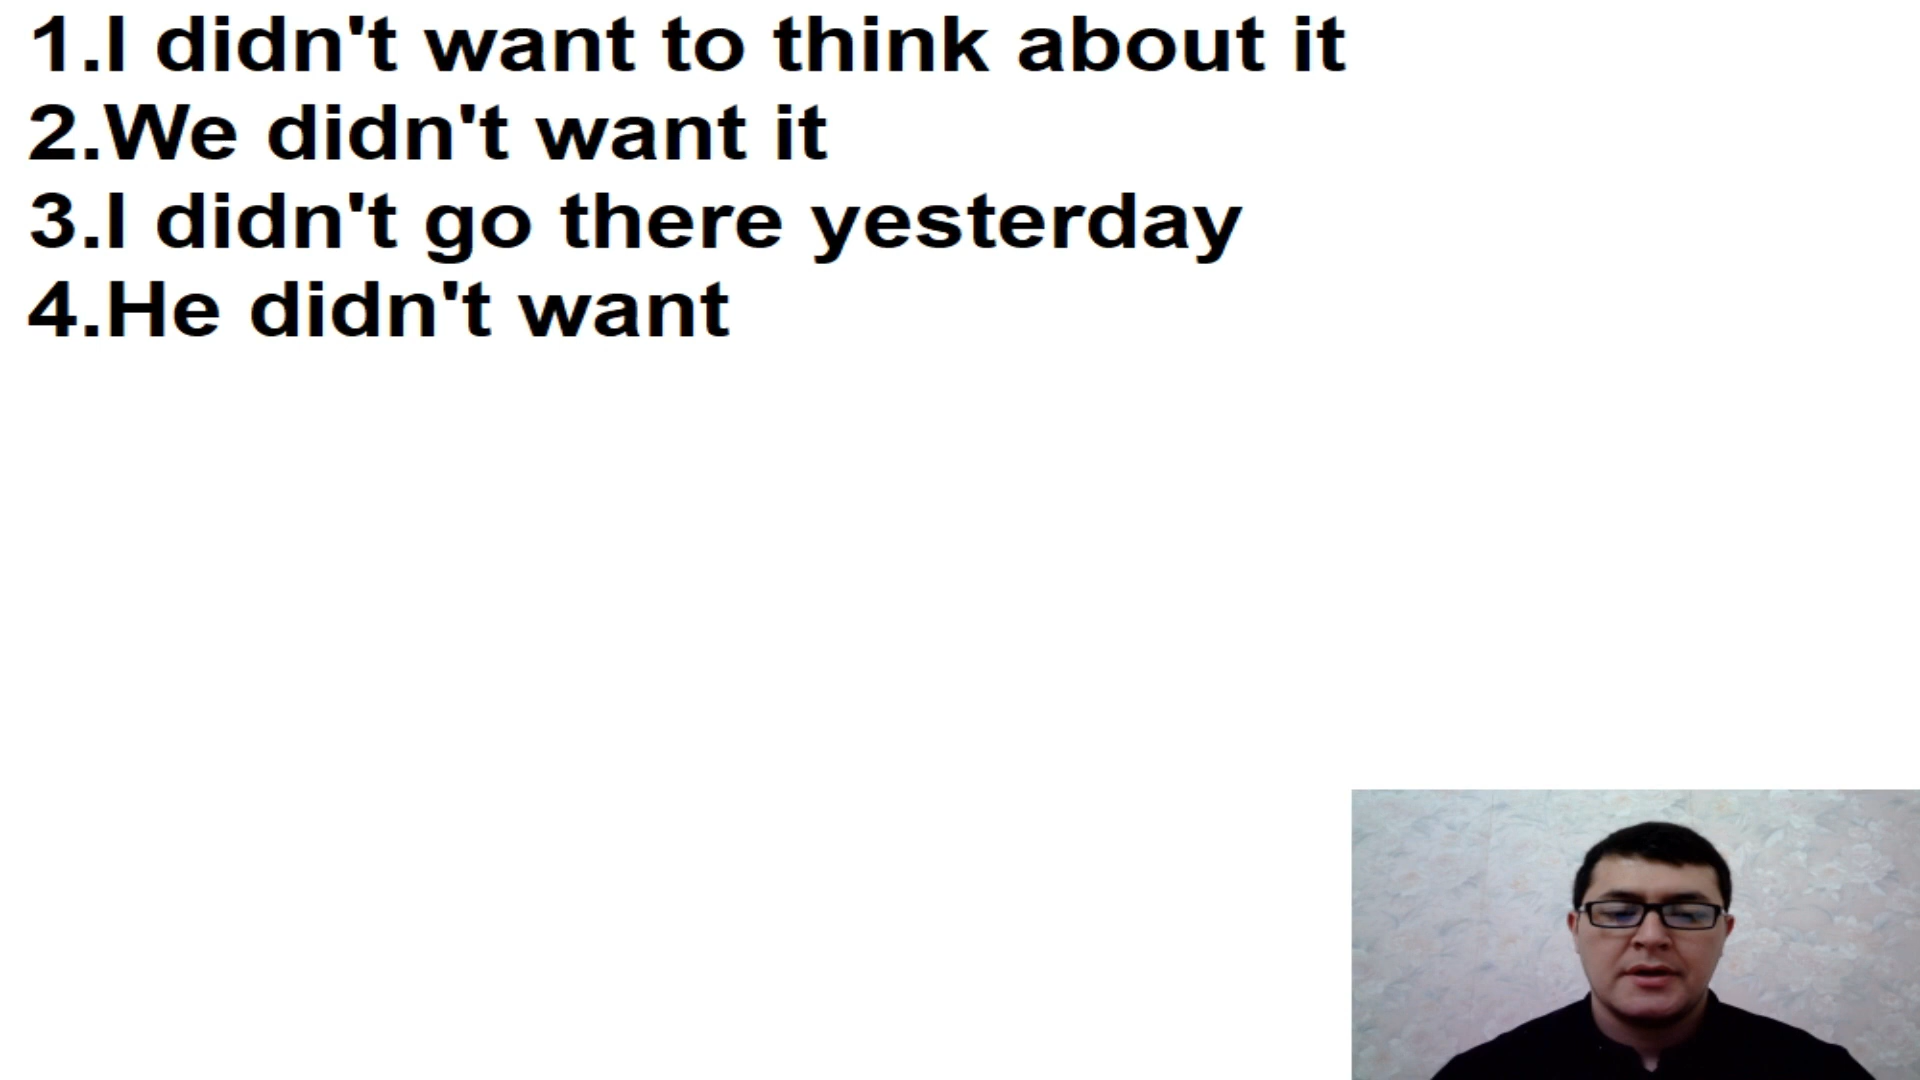 1.I didn't want to think about it
2.We didn't want it
3.I didn't go there yesterday
4.He didn't want